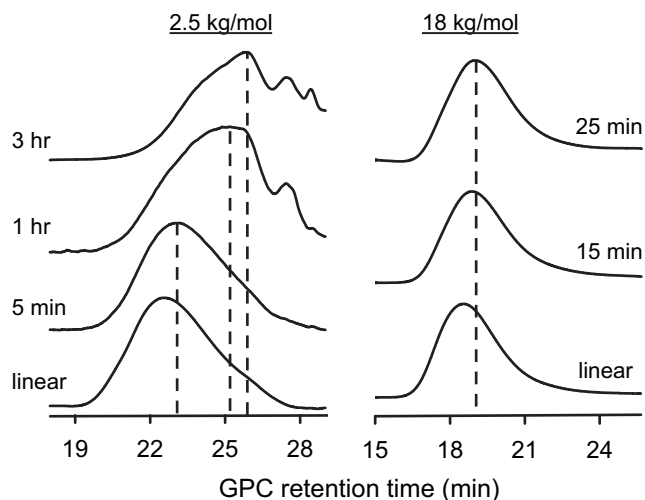 2.5 kg/mol
18 kg/mol
3 hr
1 hr
5 min
linear
25 min
15 min
linear
19 22 25 28
15 18 21 24
GPC retention time (min)